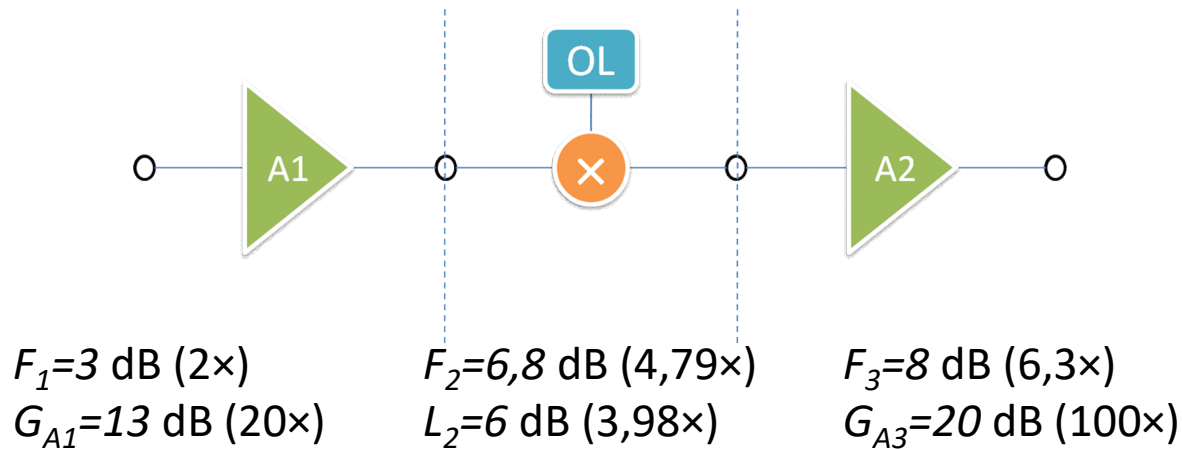 OL
A1
×
A2
F1=3 dB (2×)
GA1=13 dB (20×)
F2=6,8 dB (4,79×)
L2=6 dB (3,98×)
F3=8 dB (6,3×)
GA3=20 dB (100×)